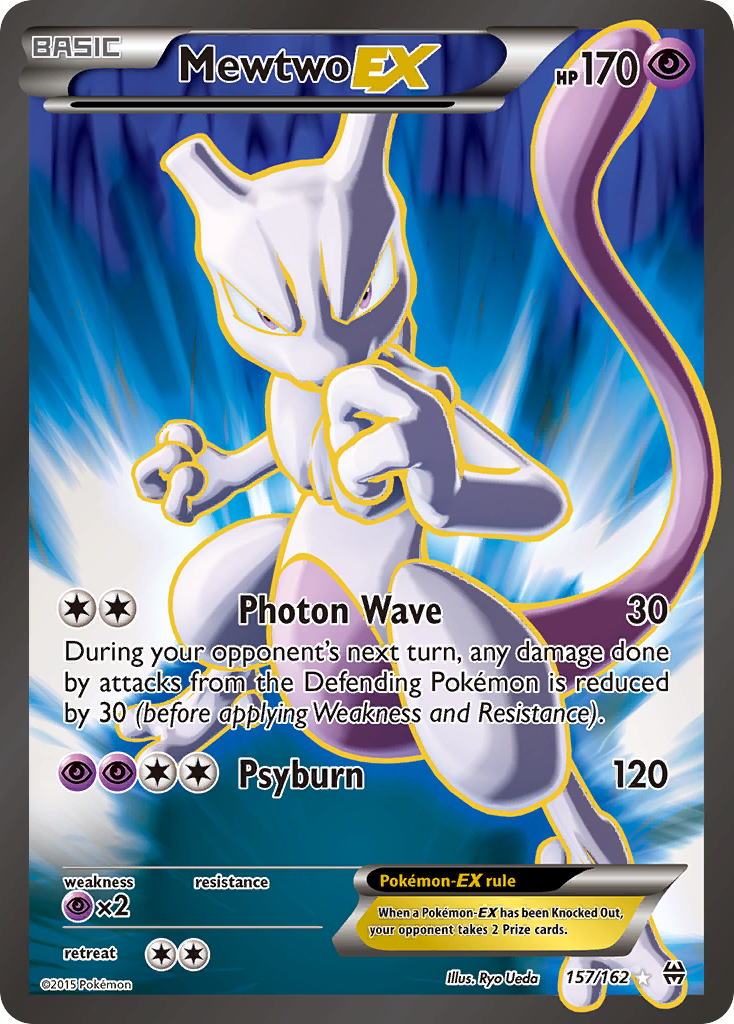 BASIC
Mewtwo EX
HP 170
Photon Wave 30
During your opponent's next turn, any damage done
by attacks from the Defending Pokémon is reduced
by 30 (before applying Weakness and Resistance).
Psyburn 120
weakness resistance
×2
retreat
Pokémon-EX rule
When a Pokémon-EX has been Knocked Out,
your opponent takes 2 Prize cards.
©2015 Pokémon
Illus. Ryo Ueda 157/162